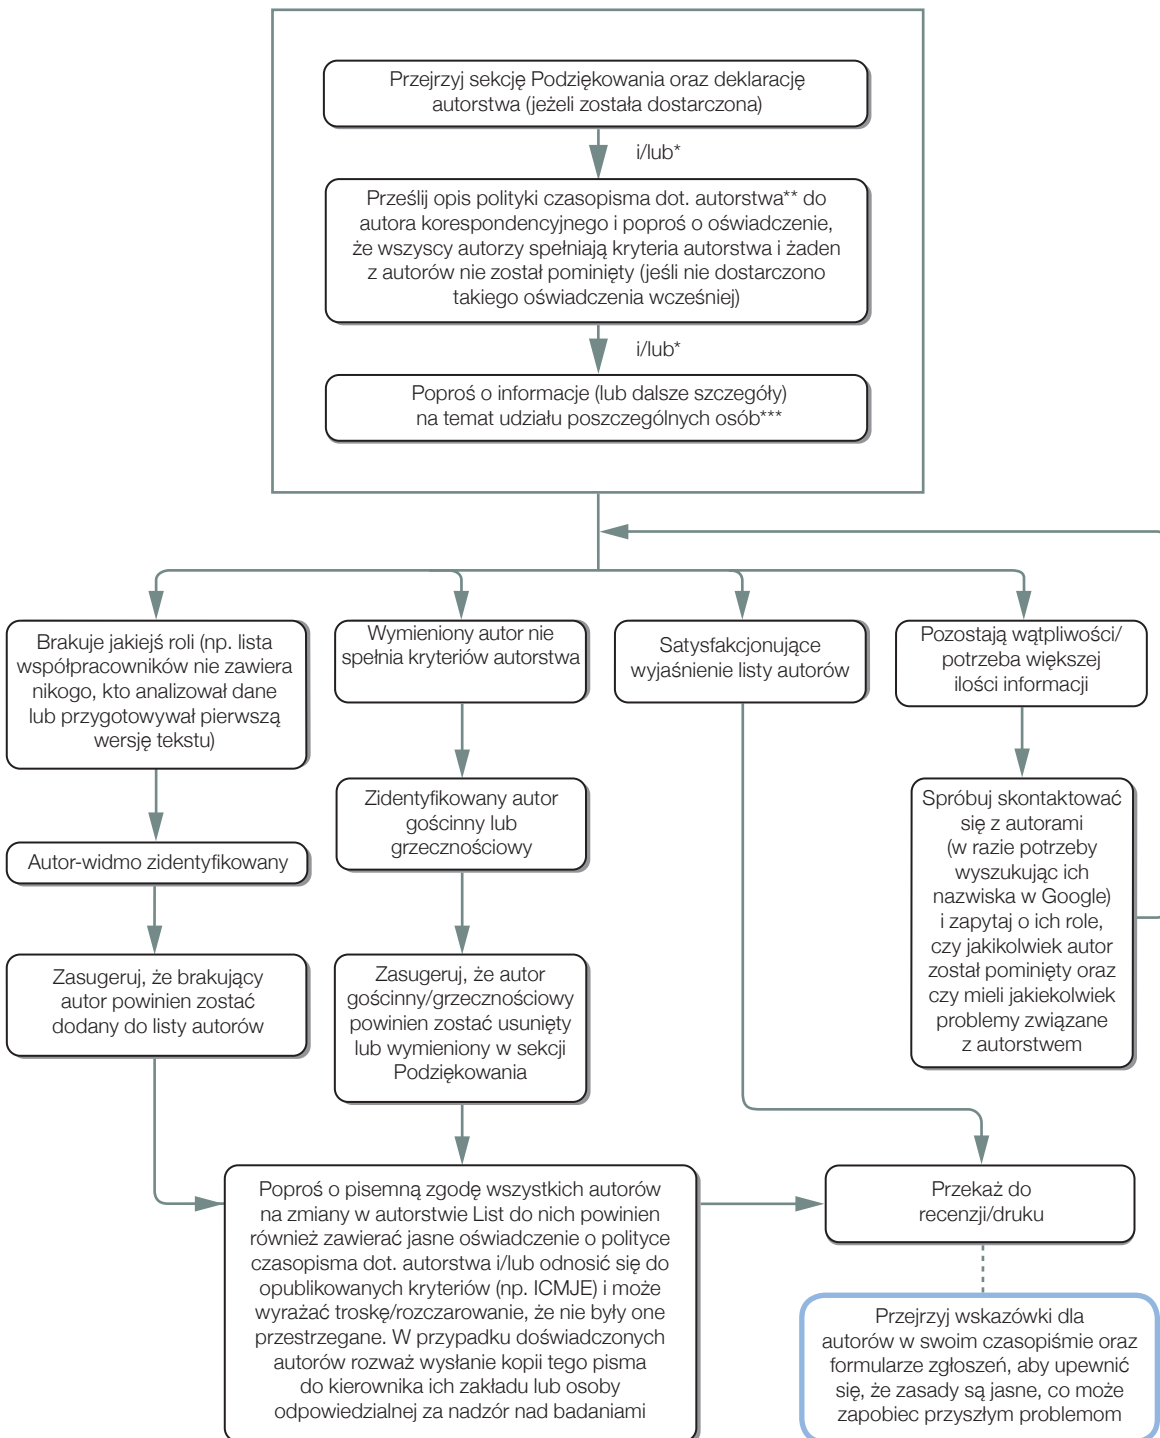 Przejrzyj sekcję Podziękowania oraz deklarację
autorstwa (jeżeli została dostarczona)
i/lub*
Prześlij opis polityki czasopisma dot. autorstwa** do
autora korespondencyjnego i poproś o oświadczenie,
że wszyscy autorzy spełniają kryteria autorstwa i żaden
z autorów nie został pominięty (jeśli nie dostarczono
takiego oświadczenia wcześniej)
i/lub*
Poproś o informacje (lub dalsze szczegóły)
na temat udziału poszczególnych osób***
Brakuje jakiejś roli (np. lista
współpracowników nie zawiera
nikogo, kto analizował dane
lub przygotowywał pierwszą
wersję tekstu)
Wymieniony autor nie
spełnia kryteriów autorstwa
Satysfakcjonujące
wyjaśnienie listy autorów
Pozostają wątpliwości/
potrzeba większej
ilości informacji
Autor-widmo zidentyfikowany
Zidentyfikowany autor
gościnny lub
grzecznościowy
Spróbuj skontaktować
się z autorami
(w razie potrzeby
wyszukując ich
nazwiska w Google)
i zapytaj o ich role,
czy jakikolwiek autor
został pominięty oraz
czy mieli jakiekolwiek
problemy związane
z autorstwem
Zasugeruj, że brakujący
autor powinien zostać
dodany do listy autorów
Zasugeruj, że autor
gościnny/grzecznościowy
powinien zostać usunięty
lub wymieniony w sekcji
Podziękowania
Poproś o pisemną zgodę wszystkich autorów
na zmiany w autorstwie List do nich powinien
również zawierać jasne oświadczenie o polityce
czasopisma dot. autorstwa i/lub odnosić się do
opublikowanych kryteriów (np. ICMJE) i może
wyrażać troskę/rozczarowanie, że nie były one
przestrzegane. W przypadku doświadczonych
autorów rozważ wysłanie kopii tego pisma
do kierownika ich zakładu lub osoby
odpowiedzialnej za nadzór nad badaniami
Przekaż do
recenzji/druku
Przejrzyj wskazówki dla
autorów w swoim czasopiśmie oraz
formularze zgłoszeń, aby upewnić
się, że zasady są jasne, co może
zapobiec przyszłym problemom